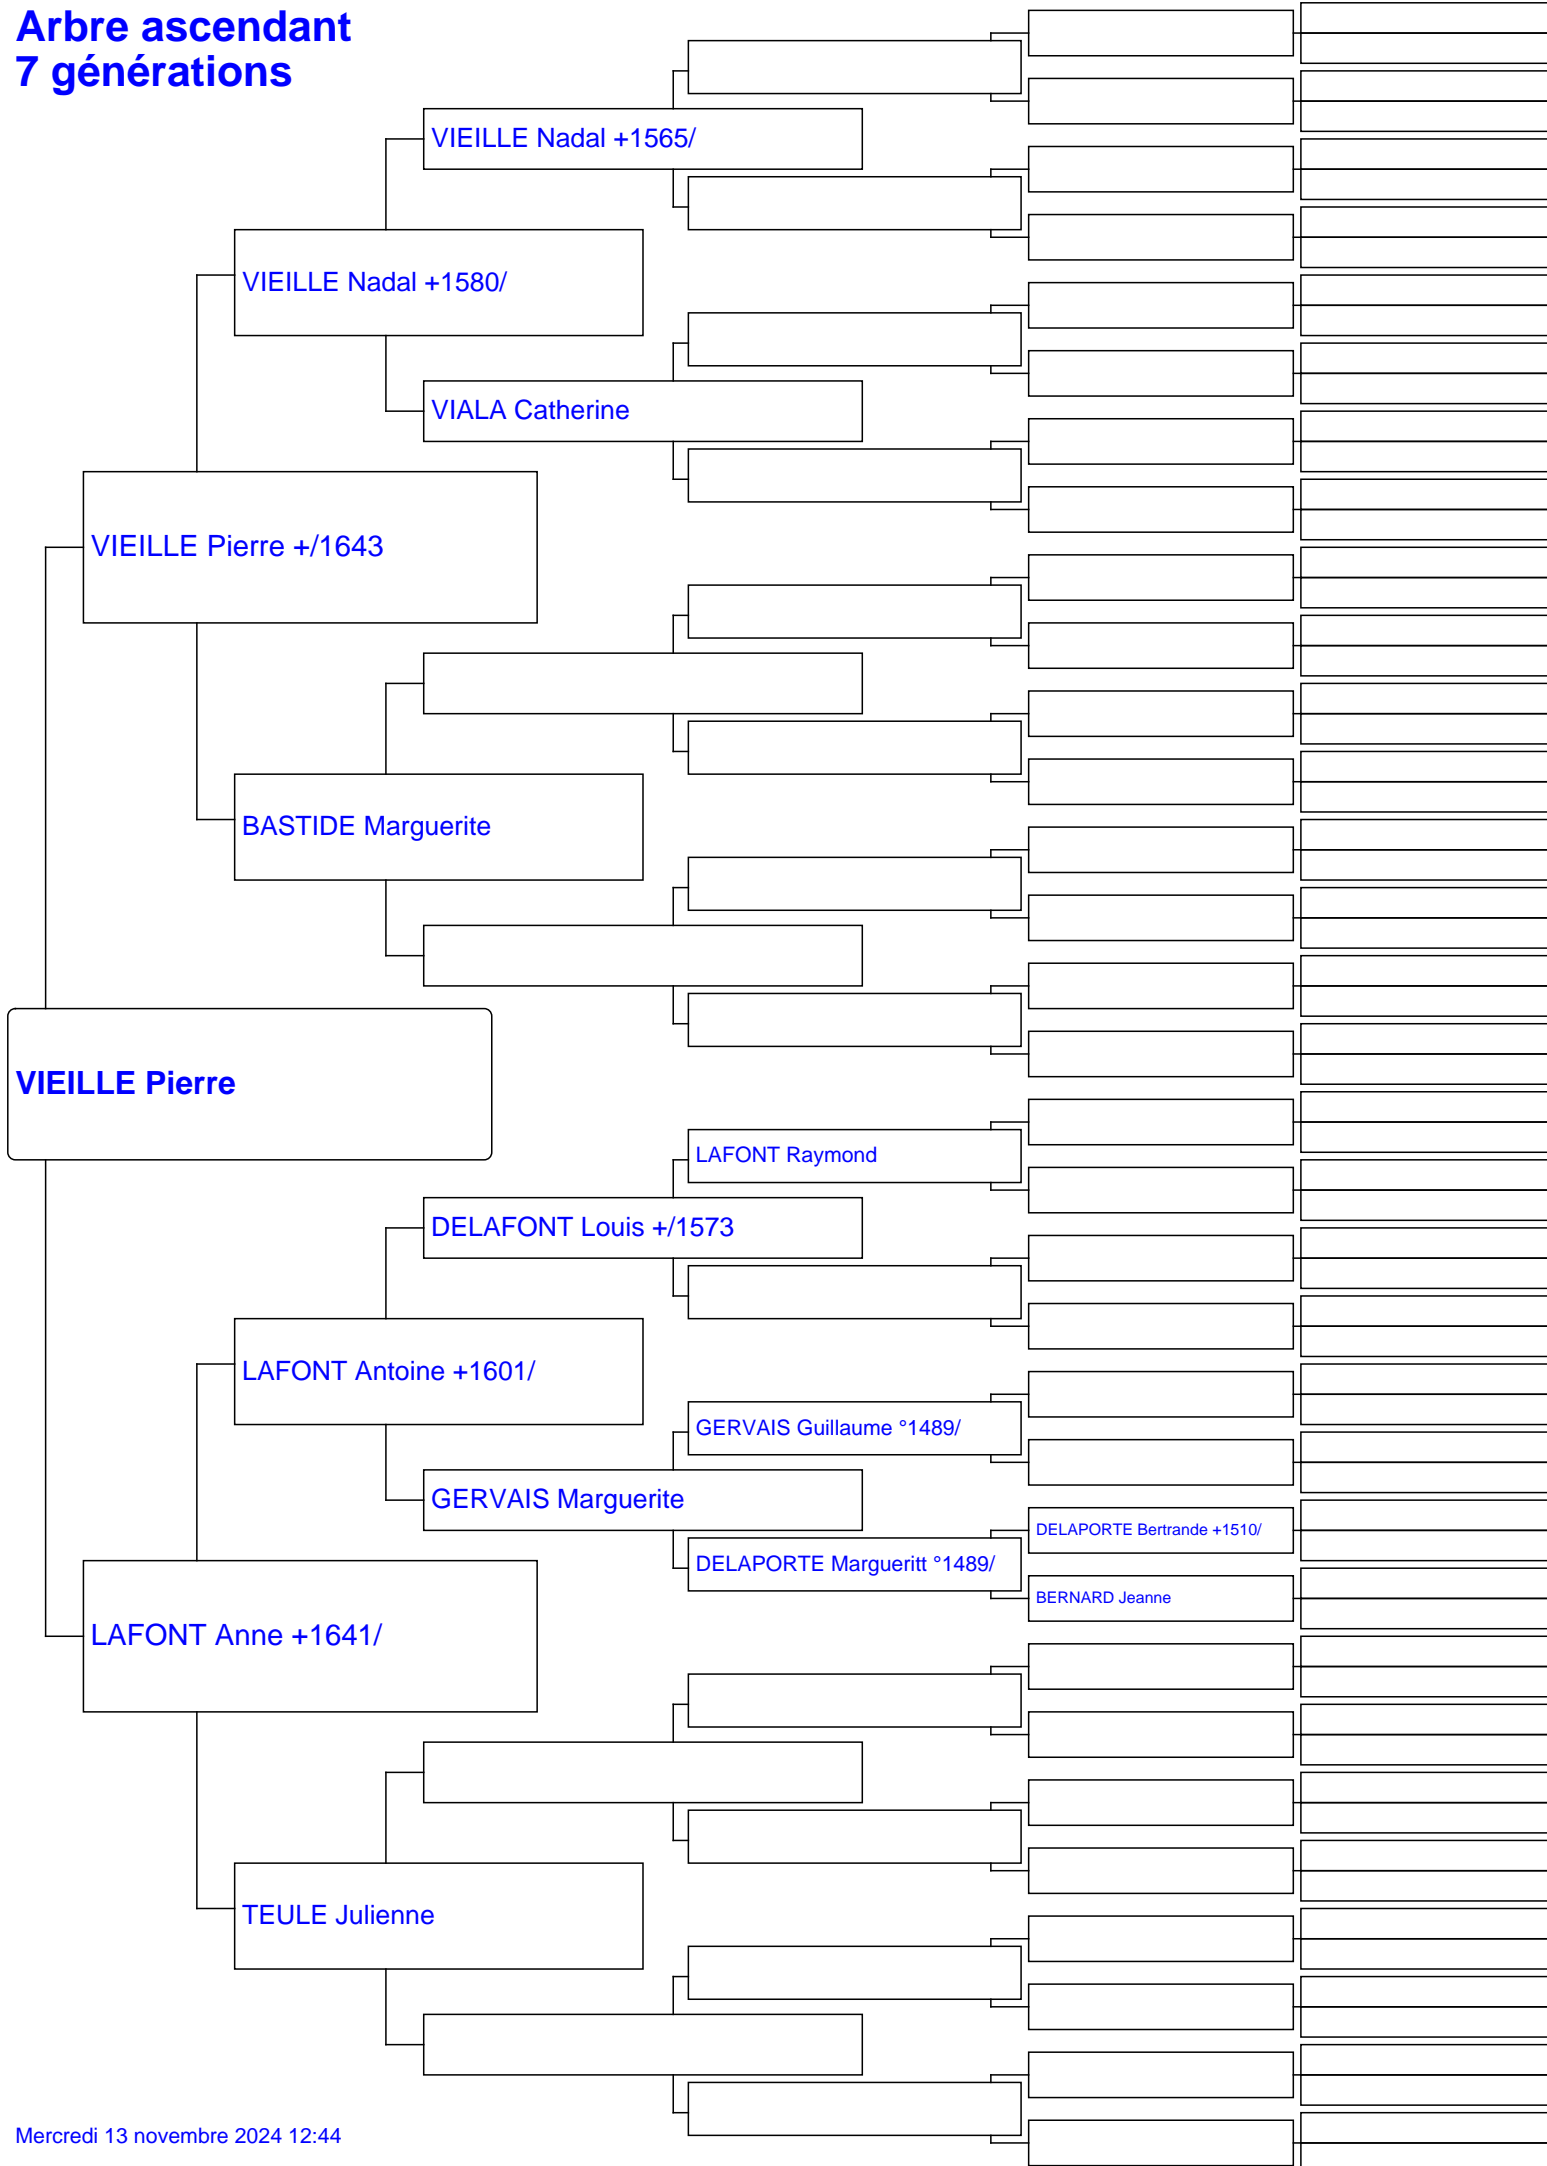 Arbre ascendant
7 générations
VIEILLE Nadal +1565/
VIEILLE Nadal +1580/
VIALA Catherine
VIEILLE Pierre +/1643
BASTIDE Marguerite
VIEILLE Pierre
LAFONT Raymond
DELAFONT Louis +/1573
LAFONT Antoine +1601/
GERVAIS Guillaume °1489/
GERVAIS Marguerite
DELAPORTE Bertrande +1510/
DELAPORTE Margueritt °1489/
BERNARD Jeanne
LAFONT Anne +1641/
TEULE Julienne
Mercredi 13 novembre 2024 12:44